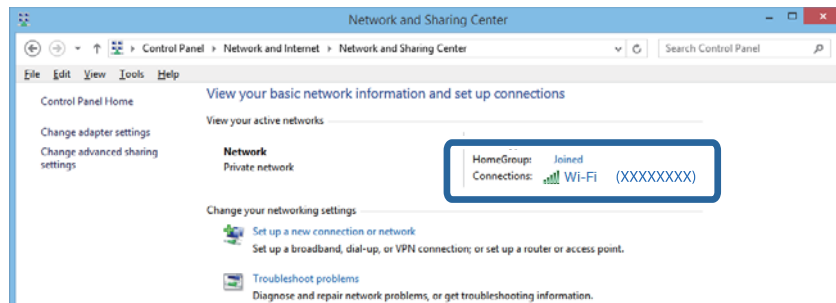 Network and Sharing Center
Control Panel ▸ Network and Internet ▸ Network and Sharing Center
Search Control Panel
File Edit View Tools Help
Control Panel Home
Change adapter settings
Change advanced sharing
settings
View your basic network information and set up connections
View your active networks
Network
Private network
HomeGroup: Joined
Connections: Wi-Fi (XXXXXXXX)
Change your networking settings
Set up a new connection or network
Set up a broadband, dial-up, or VPN connection; or set up a router or access point.
Troubleshoot problems
Diagnose and repair network problems, or get troubleshooting information.